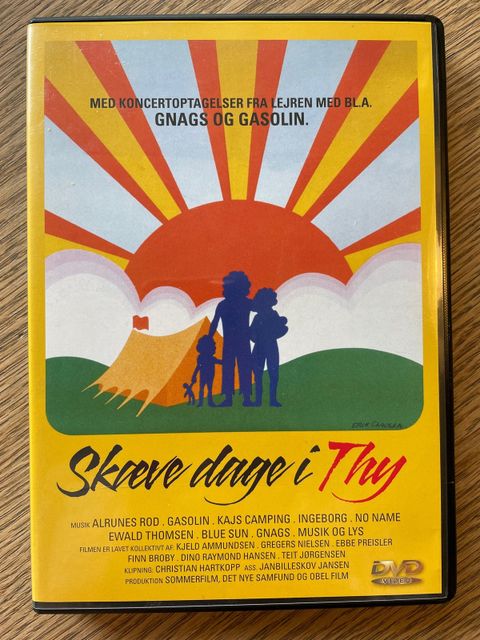 MED KONCERTOPTAGELSER FRA LEJREN MED BL.A.
GNAGS OG GASOLIN.
ERIK CLAUSEN
Skæve dage i Thy
MUSIK ALRUNES ROD . GASOLIN . KAJS CAMPING . INGEBORG . NO NAME
EWALD THOMSEN . BLUE SUN . GNAGS . MUSIK OG LYS
FILMEN ER LAVET KOLLEKTIVT AF: KJELD AMMUNDSEN . GREGERS NIELSEN . EBBE PREISLER
FINN BROBY . DINO RAYMOND HANSEN . TEIT JØRGENSEN
KLIPNING: CHRISTIAN HARTKOPP ASS. JANBILLESKOV JANSEN
PRODUKTION SOMMERFILM, DET NYE SAMFUND OG OBEL FILM
DVD
VIDEO